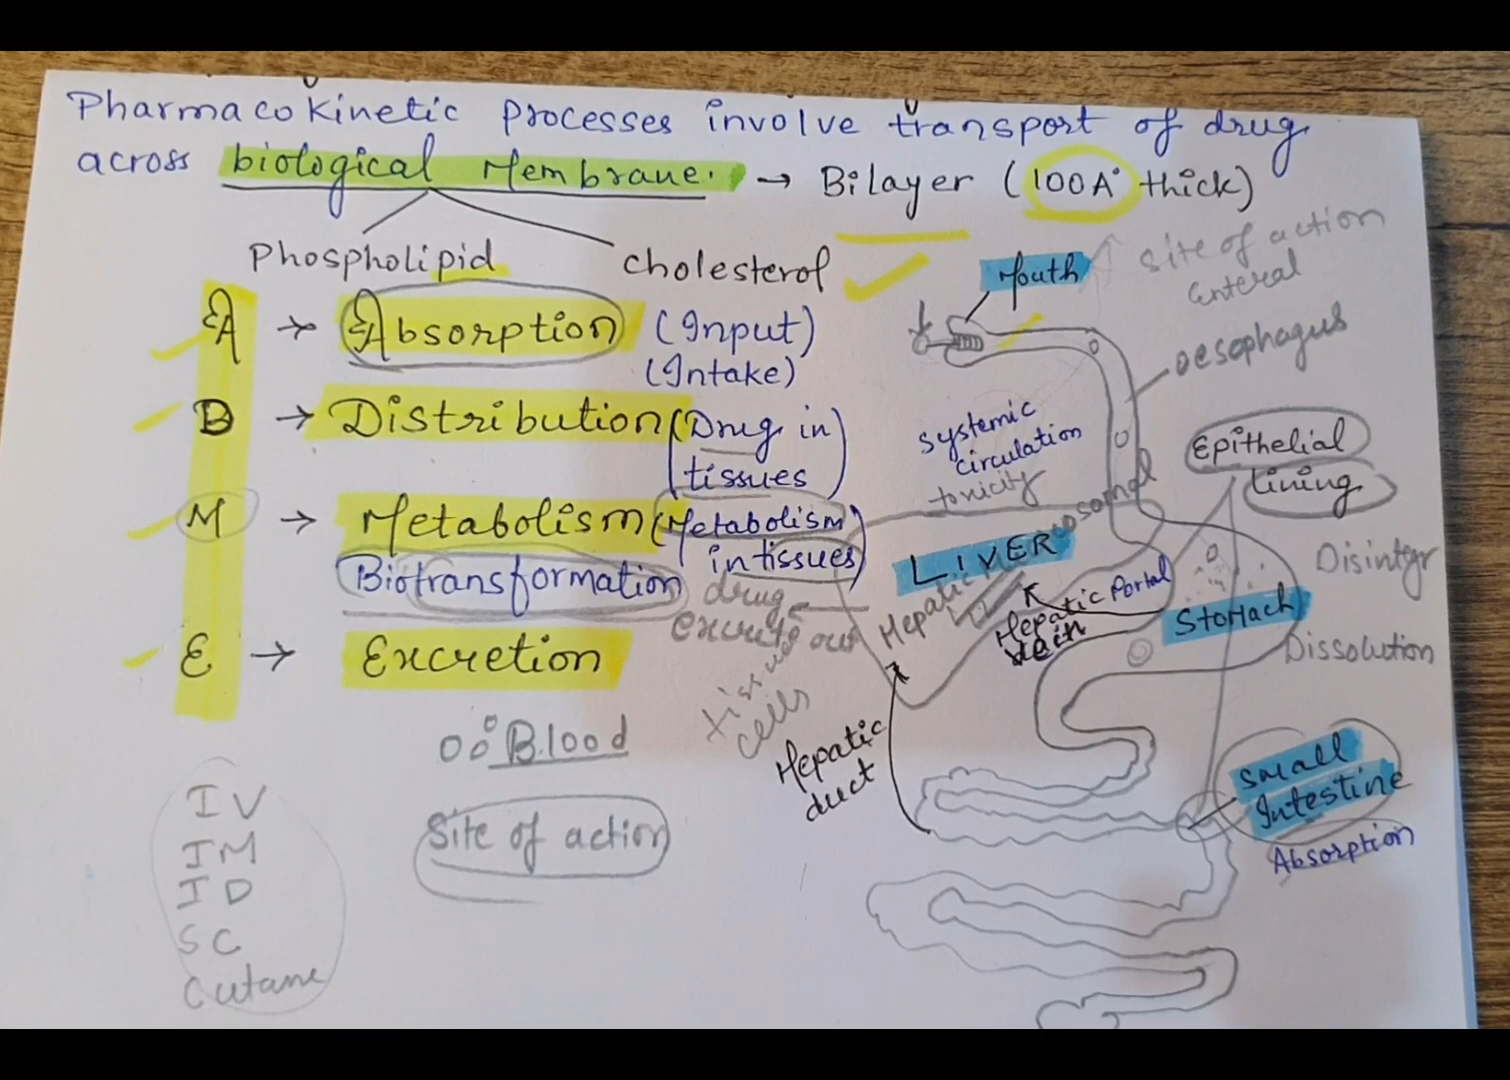 Pharmacokinetic processes involve transport of drug
across biological Membrane. → Bilayer (100A° thick)
Phospholipid
cholesterol
A → Absorption (Input)
(Intake)
D → Distribution (Drug in
tissues)
M → Metabolism (Metabolism
in tissues)
Biotransformation
E → Excretion
Blood
Site of action
IV
IM
ID
SC
Cutane
drug
excrete out
tissue
cells
site of action
enteral
Mouth
oesophagus
systemic
circulation
toxicity
Epithelial
Lining
LIVER
Hepatic
Hepatic Portal
Vein
Stomach
Disintegr
Dissolution
Hepatic
duct
Small
Intestine
Absorption